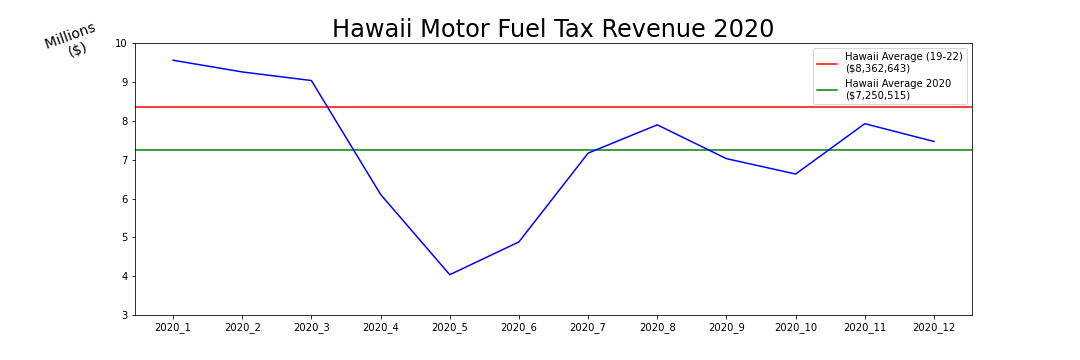 Hawaii Motor Fuel Tax Revenue 2020
Millions
($)
10
9
8
7
6
5
4
3
Hawaii Average (19-22)
($8,362,643)
Hawaii Average 2020
($7,250,515)
2020_1 2020_2 2020_3 2020_4 2020_5 2020_6 2020_7 2020_8 2020_9 2020_10 2020_11 2020_12